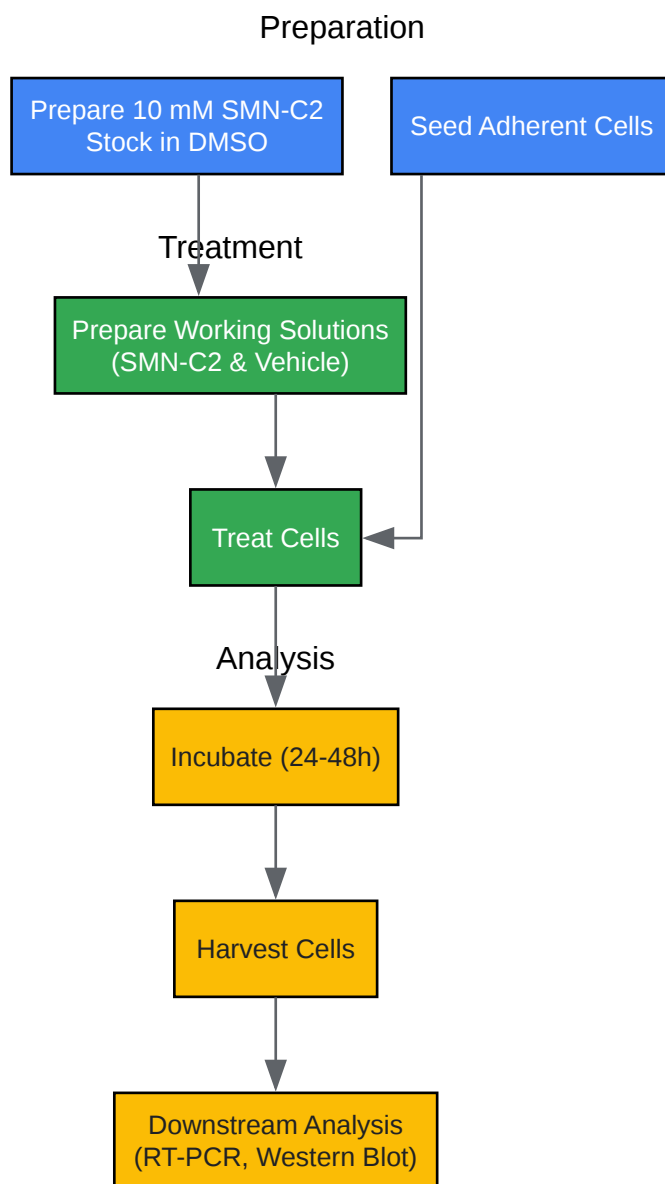 Preparation
Prepare 10 mM SMN-C2
Stock in DMSO
Seed Adherent Cells
Treatment
Prepare Working Solutions
(SMN-C2 & Vehicle)
Treat Cells
Analysis
Incubate (24-48h)
Harvest Cells
Downstream Analysis
(RT-PCR, Western Blot)